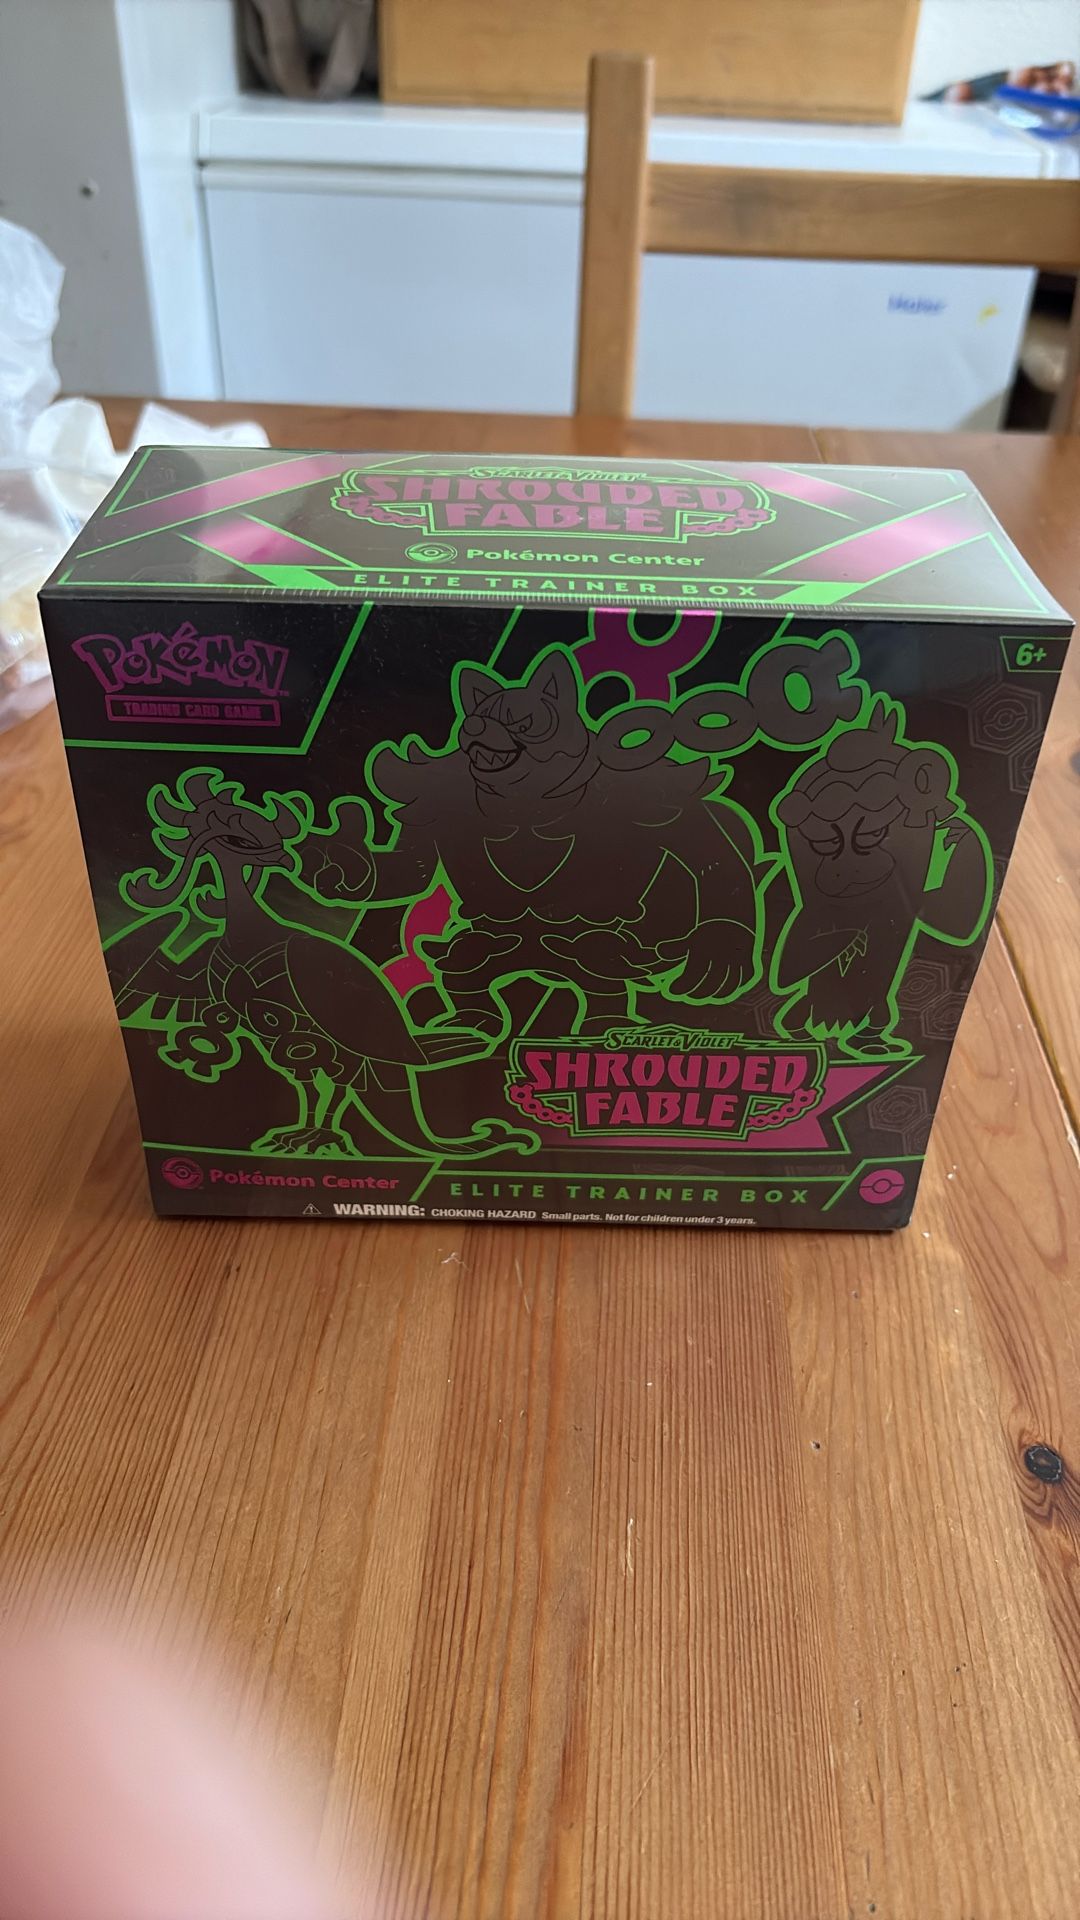 SCARLET & VIOLET
SHROUDED
FABLE
Pokémon Center
ELITE TRAINER BOX
POKÉMON
TRADING CARD GAME
6+
SCARLET & VIOLET
SHROUDED
FABLE
Pokémon Center
ELITE TRAINER BOX
WARNING: CHOKING HAZARD Small parts. Not for children under 3 years.
Haier